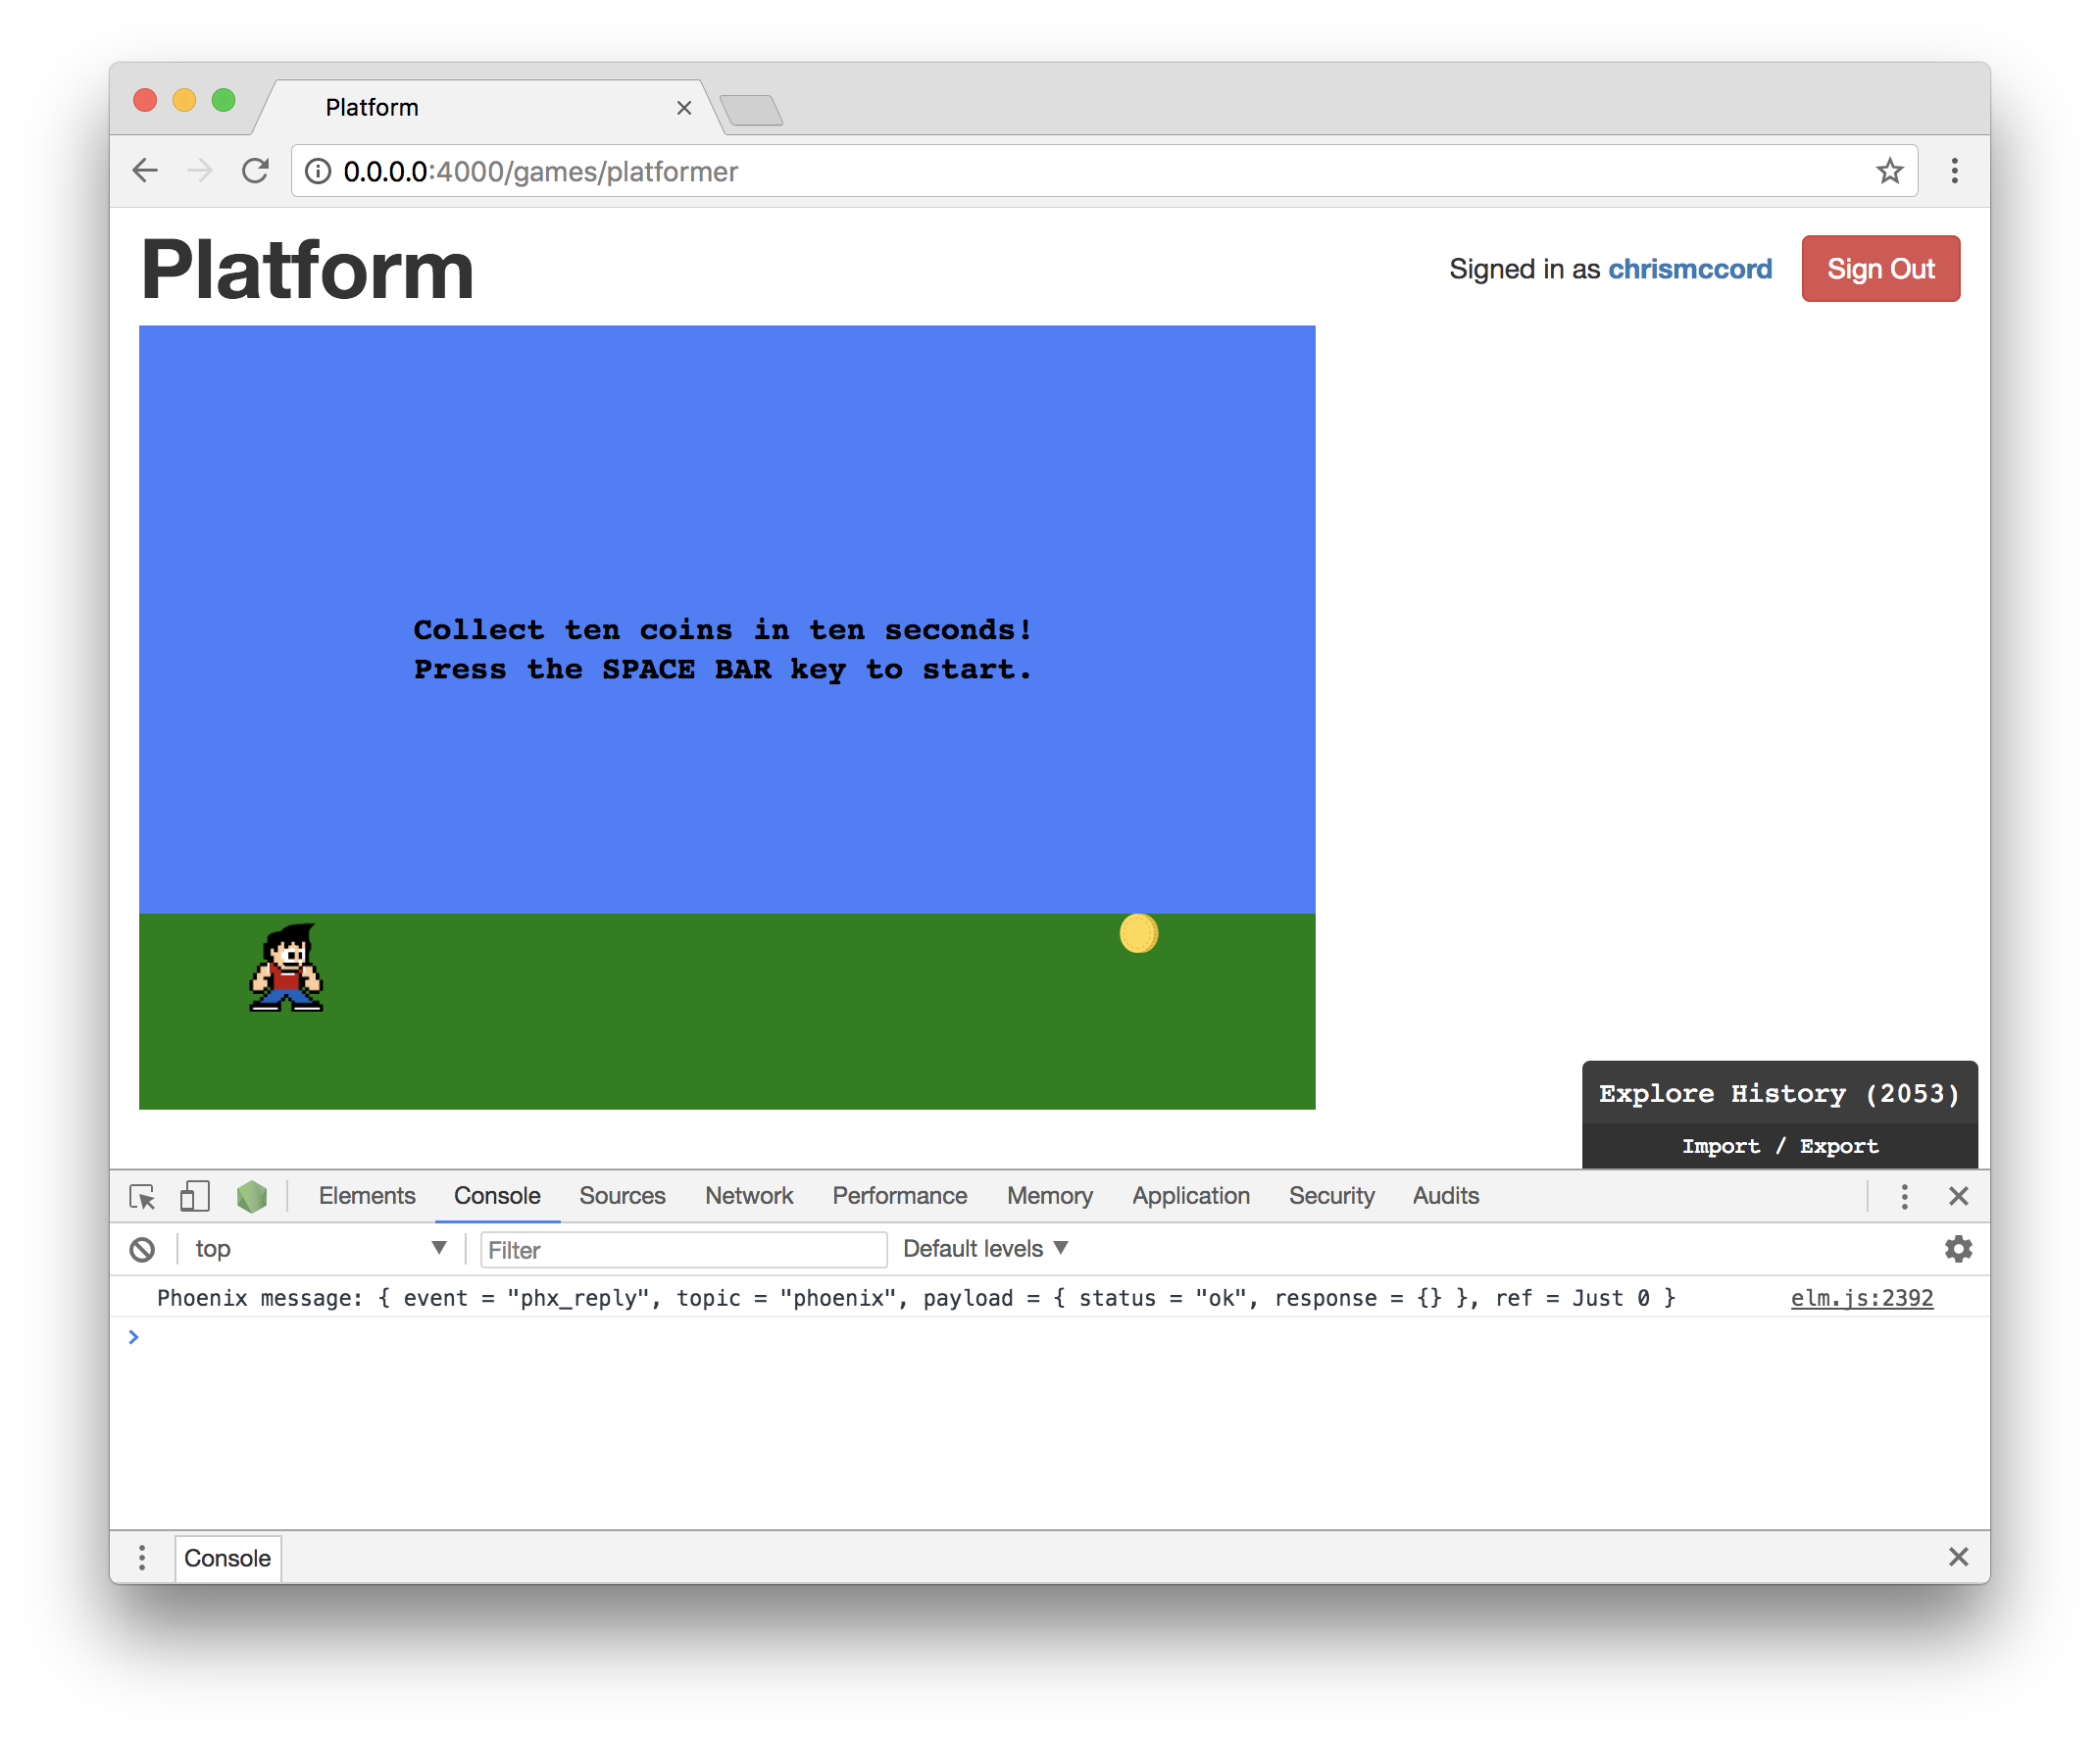 Platform
0.0.0.0:4000/games/platformer
Platform
Signed in as chrismccord
Sign Out
Collect ten coins in ten seconds!
Press the SPACE BAR key to start.
Explore History (2053)
Import / Export
Elements Console Sources Network Performance Memory Application Security Audits
top Filter Default levels
Phoenix message: { event = "phx_reply", topic = "phoenix", payload = { status = "ok", response = {} }, ref = Just 0 } elm.js:2392
Console